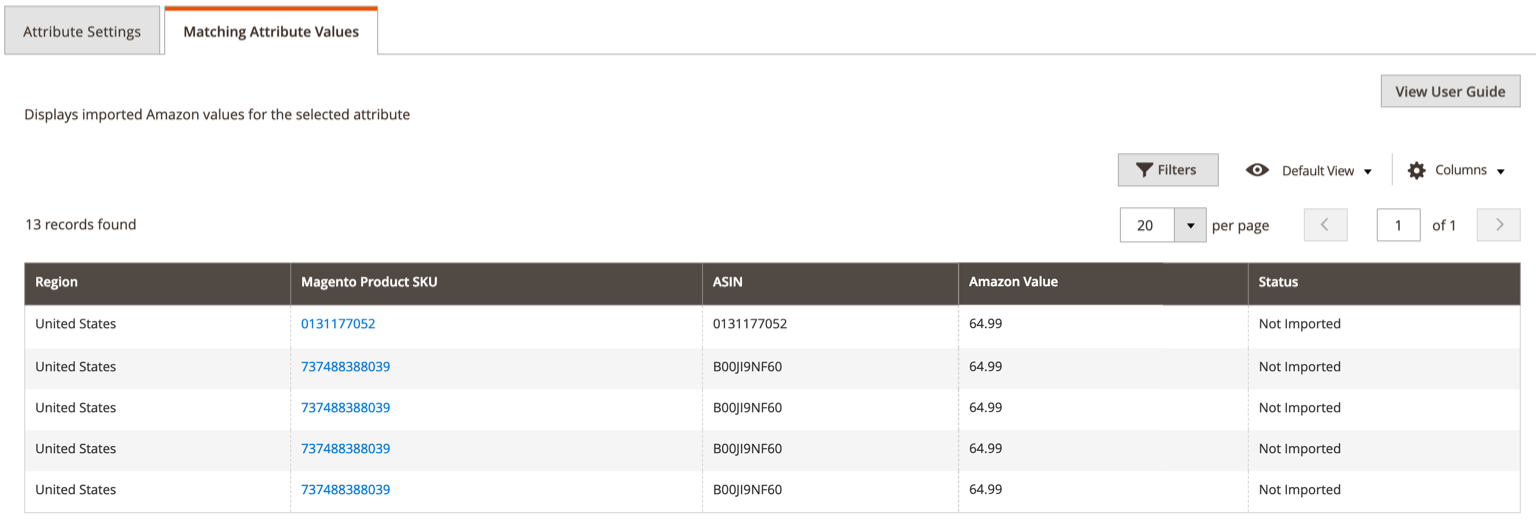 Attribute Settings Matching Attribute Values
View User Guide
Displays imported Amazon values for the selected attribute
Filters Default View Columns
13 records found 20 per page 1 of 1
Region Magento Product SKU ASIN Amazon Value Status
United States 0131177052 0131177052 64.99 Not Imported
United States 737488388039 B00JI9NF60 64.99 Not Imported
United States 737488388039 B00JI9NF60 64.99 Not Imported
United States 737488388039 B00JI9NF60 64.99 Not Imported
United States 737488388039 B00JI9NF60 64.99 Not Imported